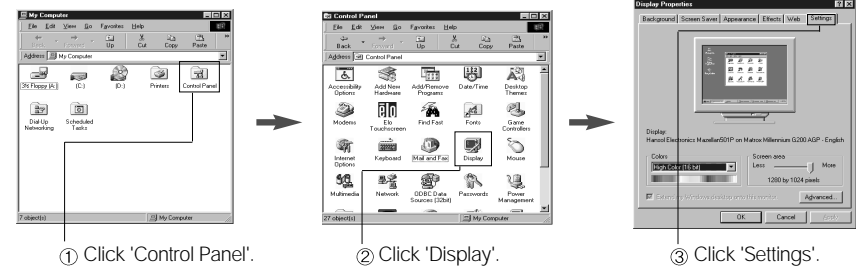 My Computer
File Edit View Go Favorites Help
Back Forward Up Cut Copy Paste
Address My Computer
3½ Floppy (A:) (C:) (D:) Printers Control Panel
Dial-Up Networking Scheduled Tasks
7 object(s) My Computer
① Click 'Control Panel'.
Control Panel
File Edit View Go Favorites Help
Back Forward Up Cut Copy Paste
Address Control Panel
Accessibility Options Add New Hardware Add/Remove Programs Date/Time Desktop Themes
Modems Elo Touchscreen Find Fast Fonts Game Controllers
Internet Options Keyboard Mail and Fax Display Mouse
Multimedia Network ODBC Data Sources (32bit) Passwords Power Management
27 object(s) My Computer
② Click 'Display'.
Display Properties
Background Screen Saver Appearance Effects Web Settings
Display:
Hansol Electronics Mazellan501P on Matrox Millennium G200 AGP - English
Colors
High Color (16 bit)
Screen area
Less More
1280 by 1024 pixels
Extend my Windows desktop onto this monitor.
Advanced...
OK Cancel Apply
③ Click 'Settings'.